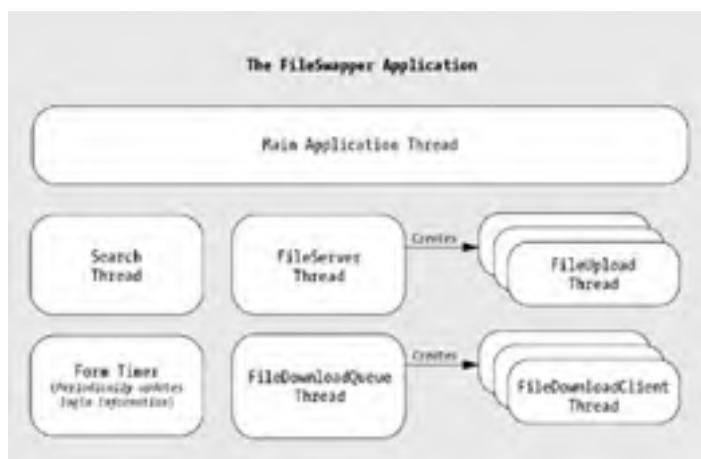 The FileSwapper Application
Main Application Thread
Search
Thread
FileServer
Thread
Creates
FileUpload
Thread
Form Timer
(Periodically updates
login information)
FileDownloadQueue
Thread
Creates
FileDownloadClient
Thread